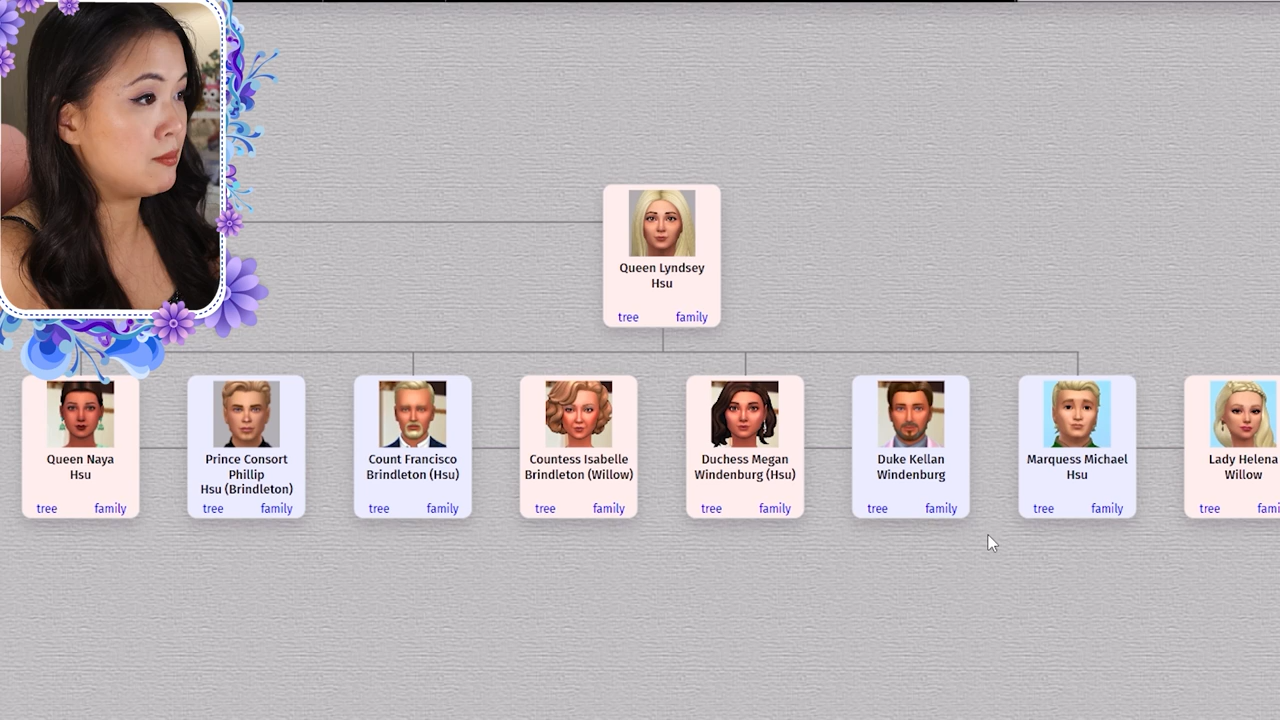 Queen Lyndsey
Hsu
tree family
Queen Naya
Hsu
tree family
Prince Consort
Phillip
Hsu (Brindleton)
tree family
Count Francisco
Brindleton (Hsu)
tree family
Countess Isabelle
Brindleton (Willow)
tree family
Duchess Megan
Windenburg (Hsu)
tree family
Duke Kellan
Windenburg
tree family
Marquess Michael
Hsu
tree family
Lady Helena
Willow
tree fami